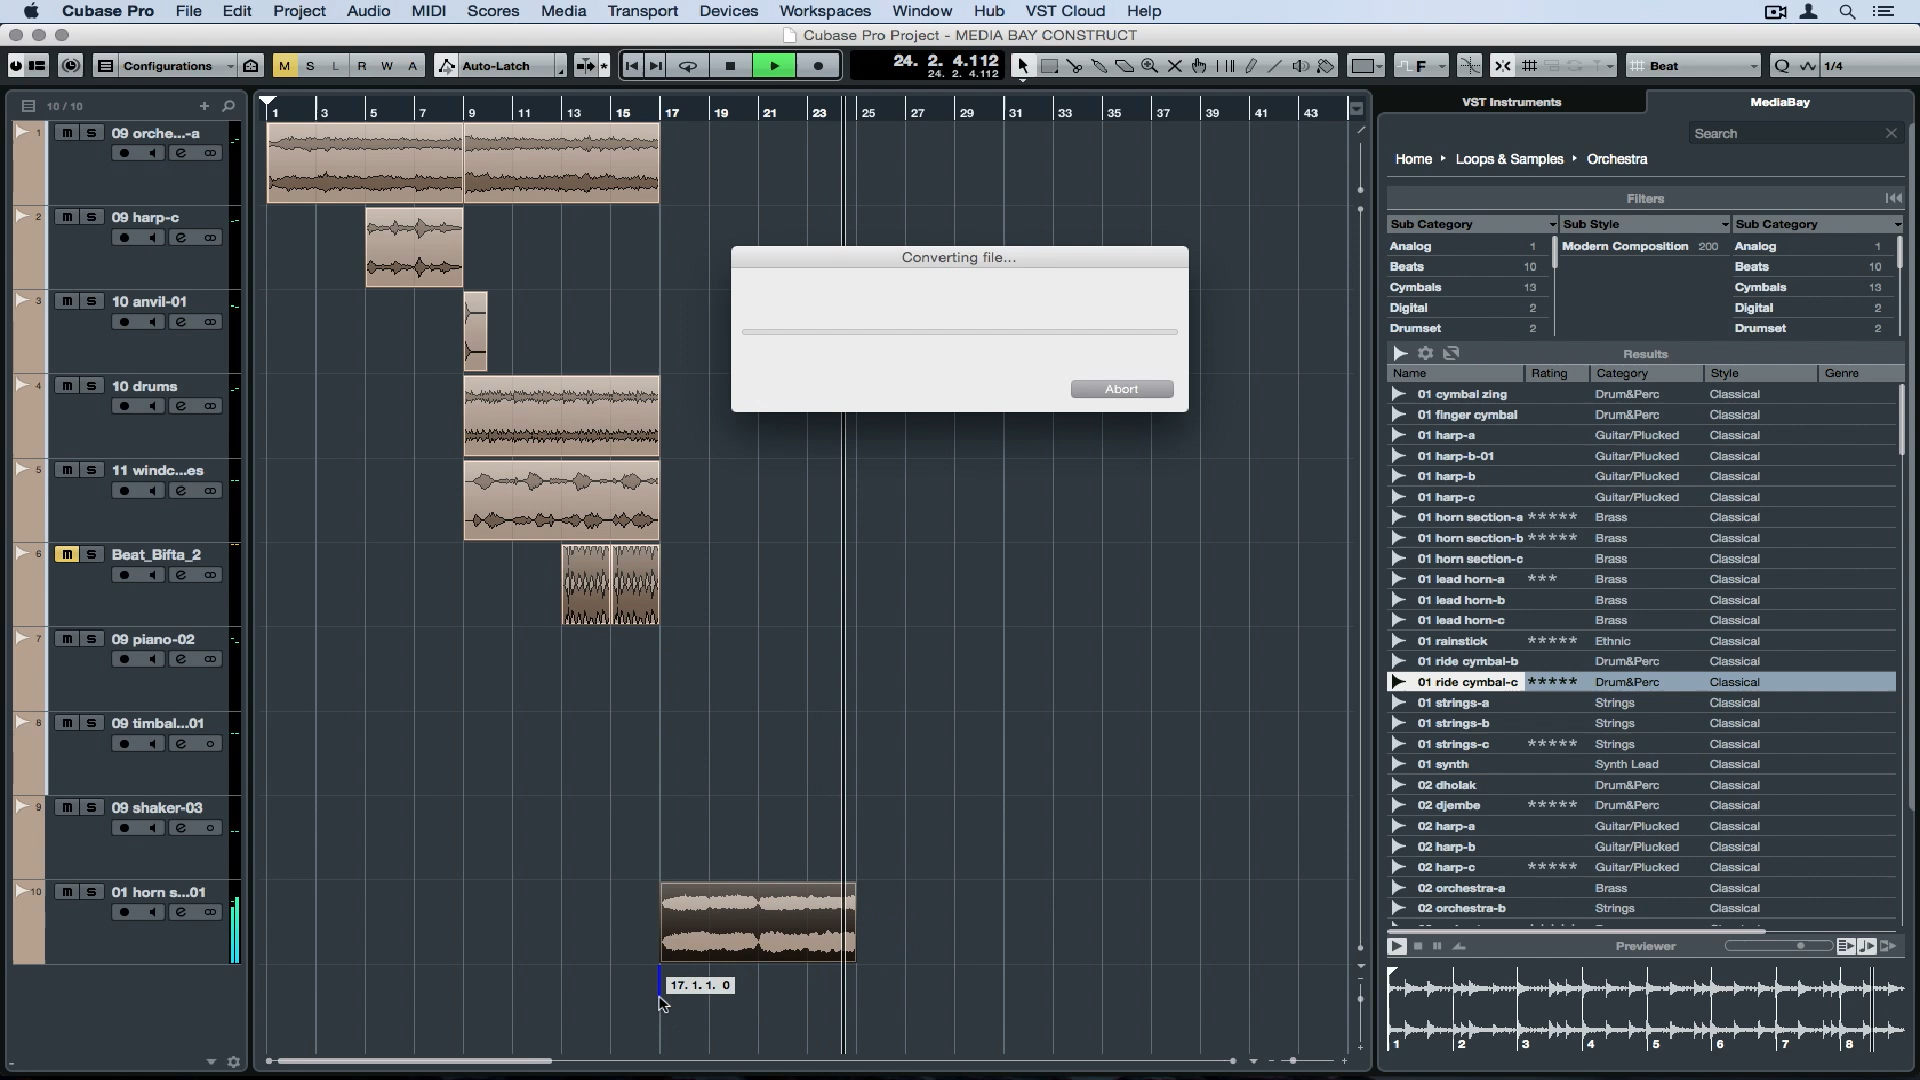 Cubase Pro File Edit Project Audio MIDI Scores Media Transport Devices Workspaces Window Hub VST Cloud Help
Cubase Pro Project - MEDIA BAY CONSTRUCT
Configurations M S L R W A Auto-Latch 24. 2. 4.112 F Beat Q 1/4
24. 2. 4.112
10 / 10
1 3 5 7 9 11 13 15 17 19 21 23 25 27 29 31 33 35 37 39 41 43
1 m S 09 orche...-a
2 m S 09 harp-c
3 m S 10 anvil-01
4 m S 10 drums
5 m S 11 windc...es
6 m S Beat_Bifta_2
7 m S 09 piano-02
8 m S 09 timbal...01
9 m S 09 shaker-03
10 m S 01 horn s...01
Converting file...
Abort
17. 1. 1. 0
VST Instruments MediaBay
Search
Home Loops & Samples Orchestra
Filters
Sub Category Sub Style Sub Category
Analog 1 Modern Composition 200 Analog 1
Beats 10 Beats 10
Cymbals 13 Cymbals 13
Digital 2 Digital 2
Drumset 2 Drumset 2
Results
Name Rating Category Style Genre
01 cymbal zing Drum&Perc Classical
01 finger cymbal Drum&Perc Classical
01 harp-a Guitar/Plucked Classical
01 harp-b-01 Guitar/Plucked Classical
01 harp-b Guitar/Plucked Classical
01 harp-c Guitar/Plucked Classical
01 horn section-a ***** Brass Classical
01 horn section-b ***** Brass Classical
01 horn section-c Brass Classical
01 lead horn-a *** Brass Classical
01 lead horn-b Brass Classical
01 lead horn-c Brass Classical
01 rainstick ***** Ethnic Classical
01 ride cymbal-b Drum&Perc Classical
01 ride cymbal-c ***** Drum&Perc Classical
01 strings-a Strings Classical
01 strings-b Strings Classical
01 strings-c ***** Strings Classical
01 synth Synth Lead Classical
02 dholak Drum&Perc Classical
02 djembe ***** Drum&Perc Classical
02 harp-a Guitar/Plucked Classical
02 harp-b Guitar/Plucked Classical
02 harp-c ***** Guitar/Plucked Classical
02 orchestra-a Brass Classical
02 orchestra-b Strings Classical
Previewer
1 2 3 4 5 6 7 8